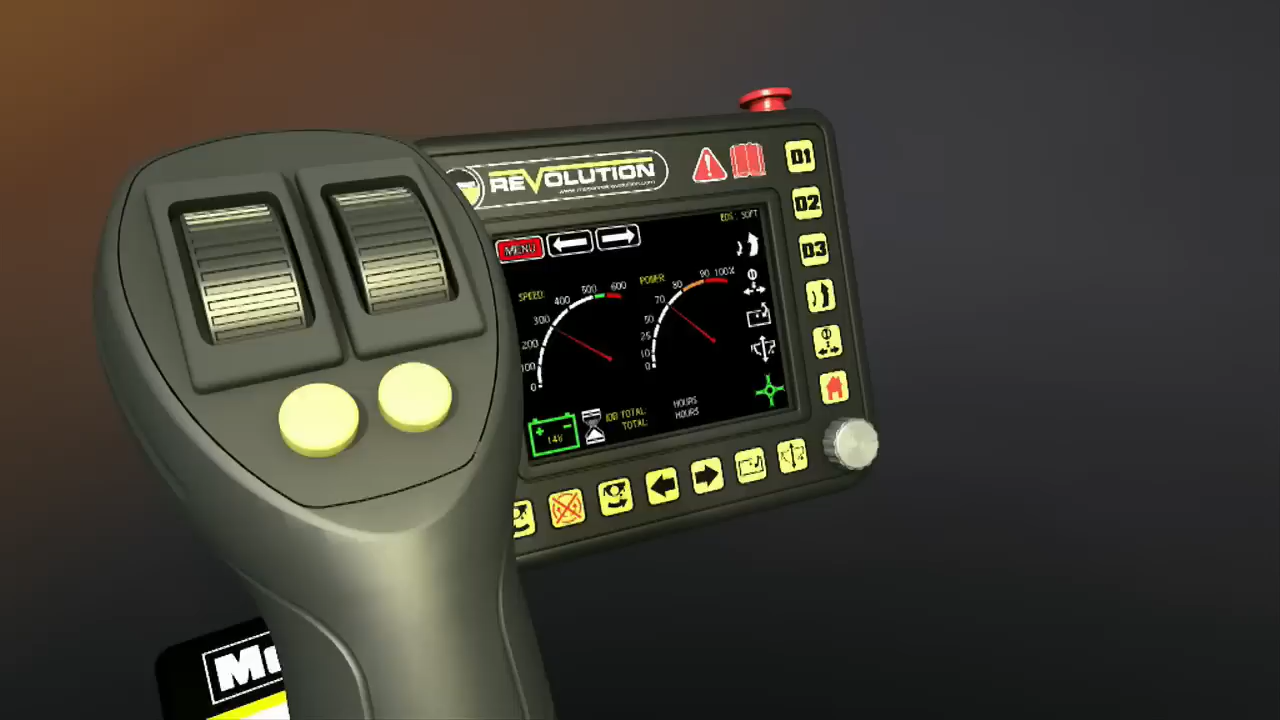 REVOLUTION
D1
D2
EDS: SOFT
MENU
D3
SPEED:
0
100
200
300
400
500
600
POWER:
0
10
25
50
70
80
90
100%
JOB TOTAL:
HOURS
TOTAL:
HOURS
+ -
14V